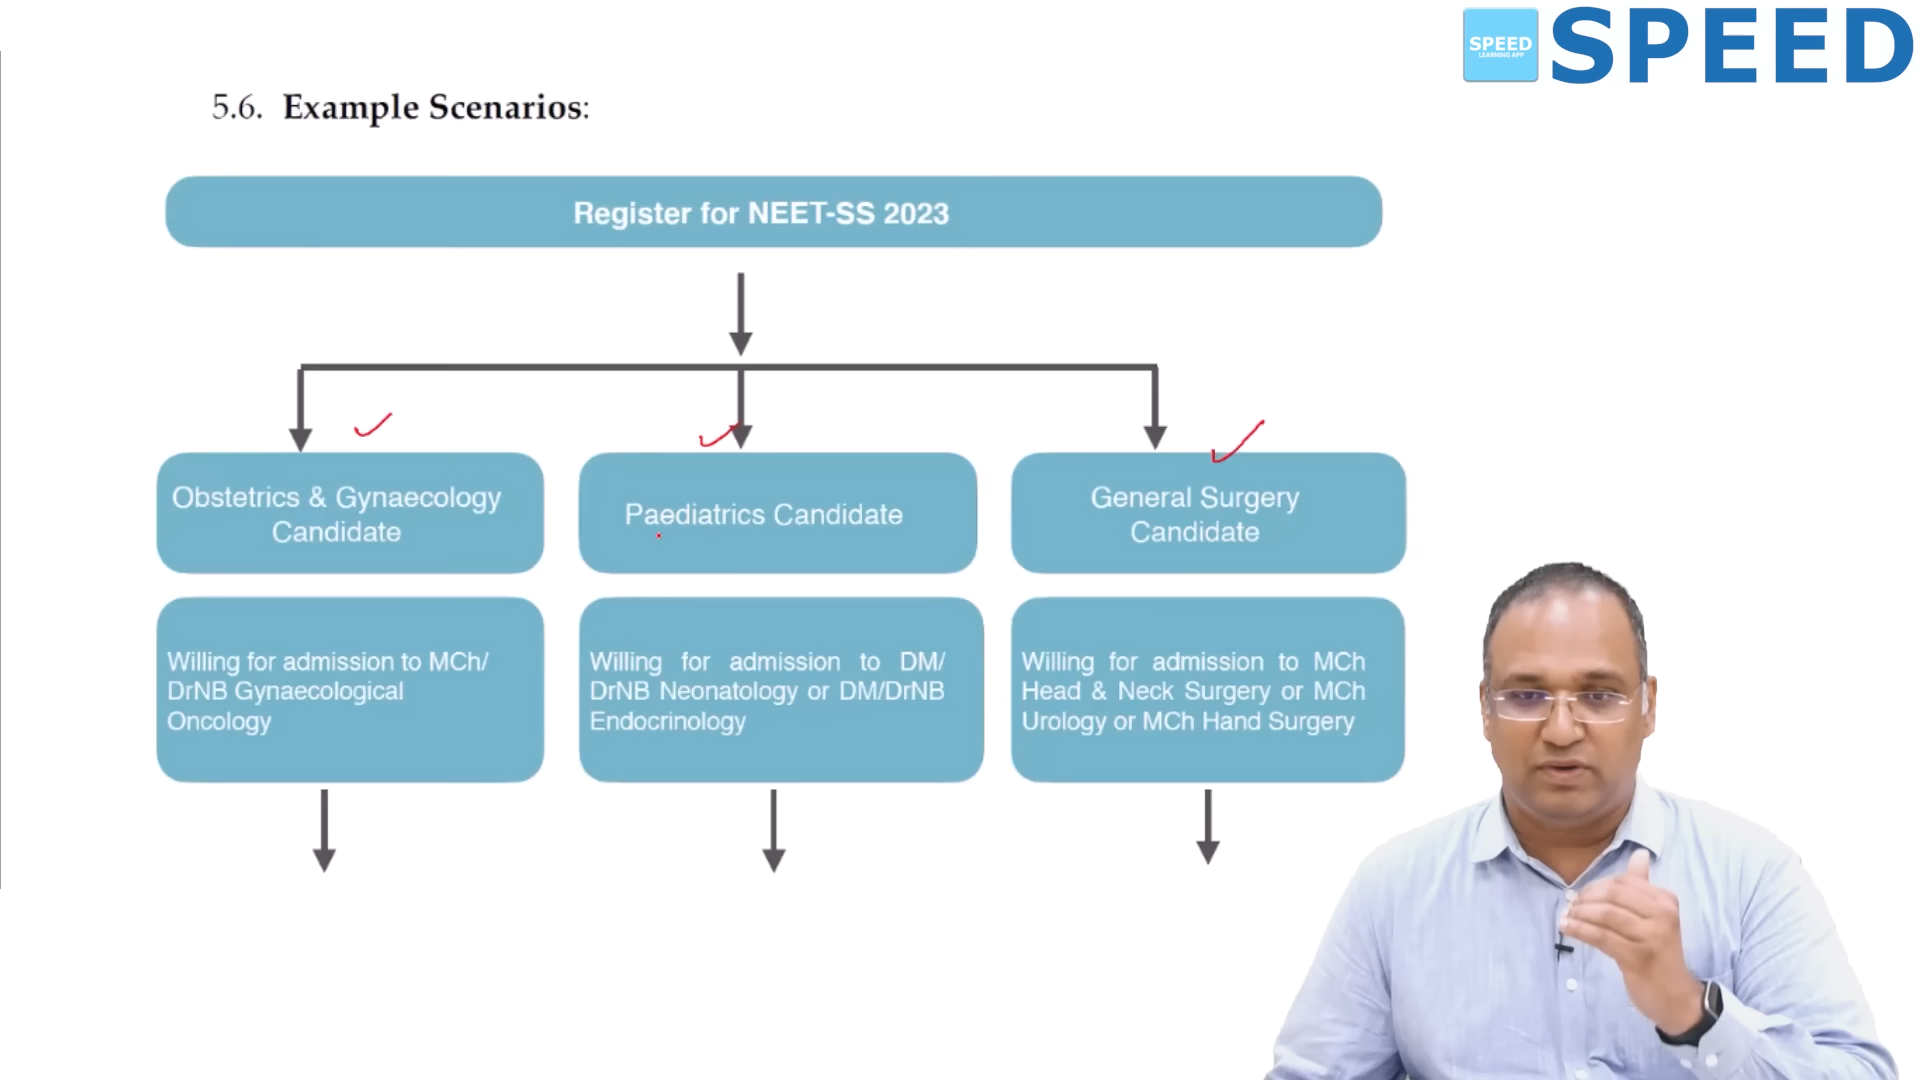 SPEED
LEARNING APP
SPEED
5.6. Example Scenarios:
Register for NEET-SS 2023
Obstetrics & Gynaecology
Candidate
Paediatrics Candidate
General Surgery
Candidate
Willing for admission to MCh/
DrNB Gynaecological
Oncology
Willing for admission to DM/
DrNB Neonatology or DM/DrNB
Endocrinology
Willing for admission to MCh
Head & Neck Surgery or MCh
Urology or MCh Hand Surgery